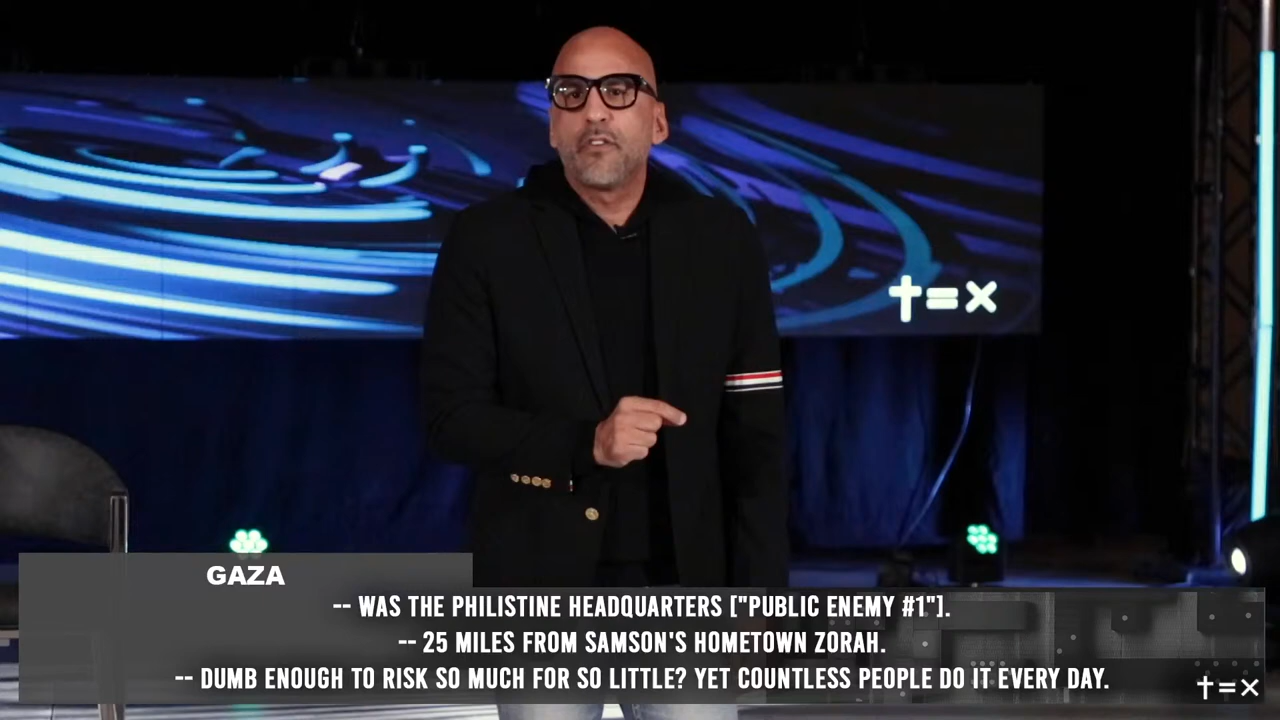 †=×
GAZA
-- WAS THE PHILISTINE HEADQUARTERS ["PUBLIC ENEMY #1"].
-- 25 MILES FROM SAMSON'S HOMETOWN ZORAH.
-- DUMB ENOUGH TO RISK SO MUCH FOR SO LITTLE? YET COUNTLESS PEOPLE DO IT EVERY DAY.
†=×